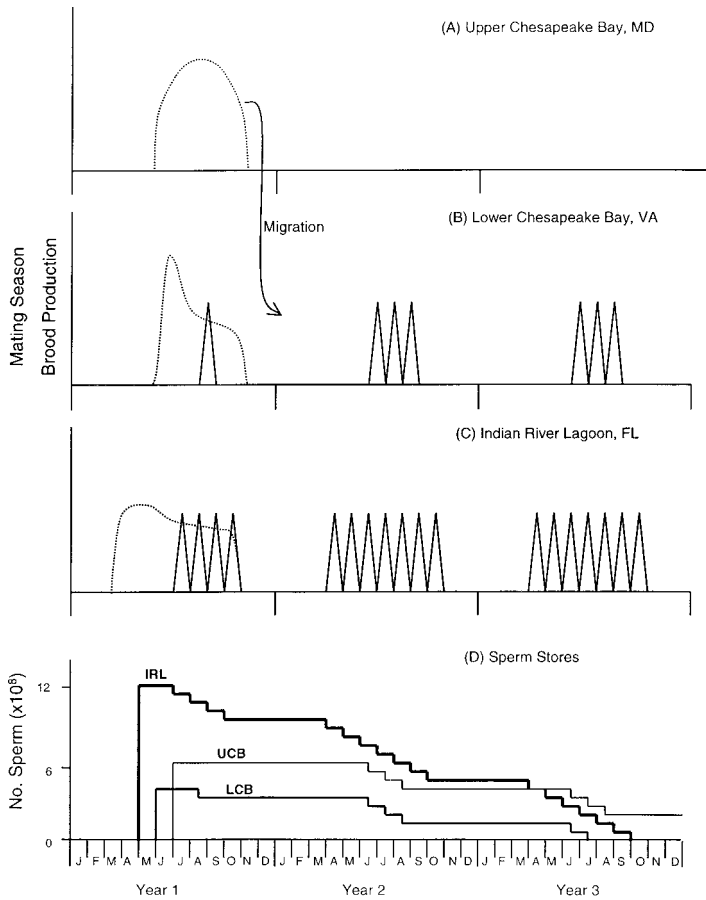 (A) Upper Chesapeake Bay, MD
Migration
(B) Lower Chesapeake Bay, VA
Mating Season
Brood Production
(C) Indian River Lagoon, FL
(D) Sperm Stores
No. Sperm (x10⁸)
12
6
0
IRL
UCB
LCB
J F M A M J J A S O N D J F M A M J J A S O N D J F M A M J J A S O N D
Year 1 Year 2 Year 3